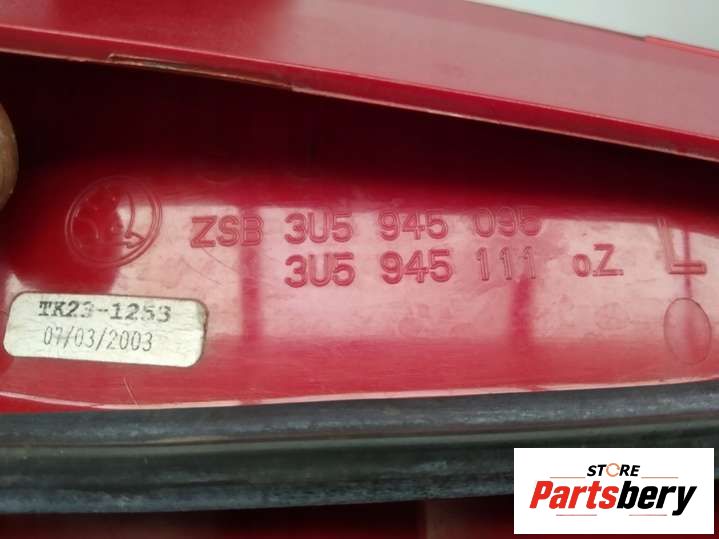 ZSB 3U5 945 095
3U5 945 111 oZ. L
TK23-1253
07/03/2003
STORE
Partsbery